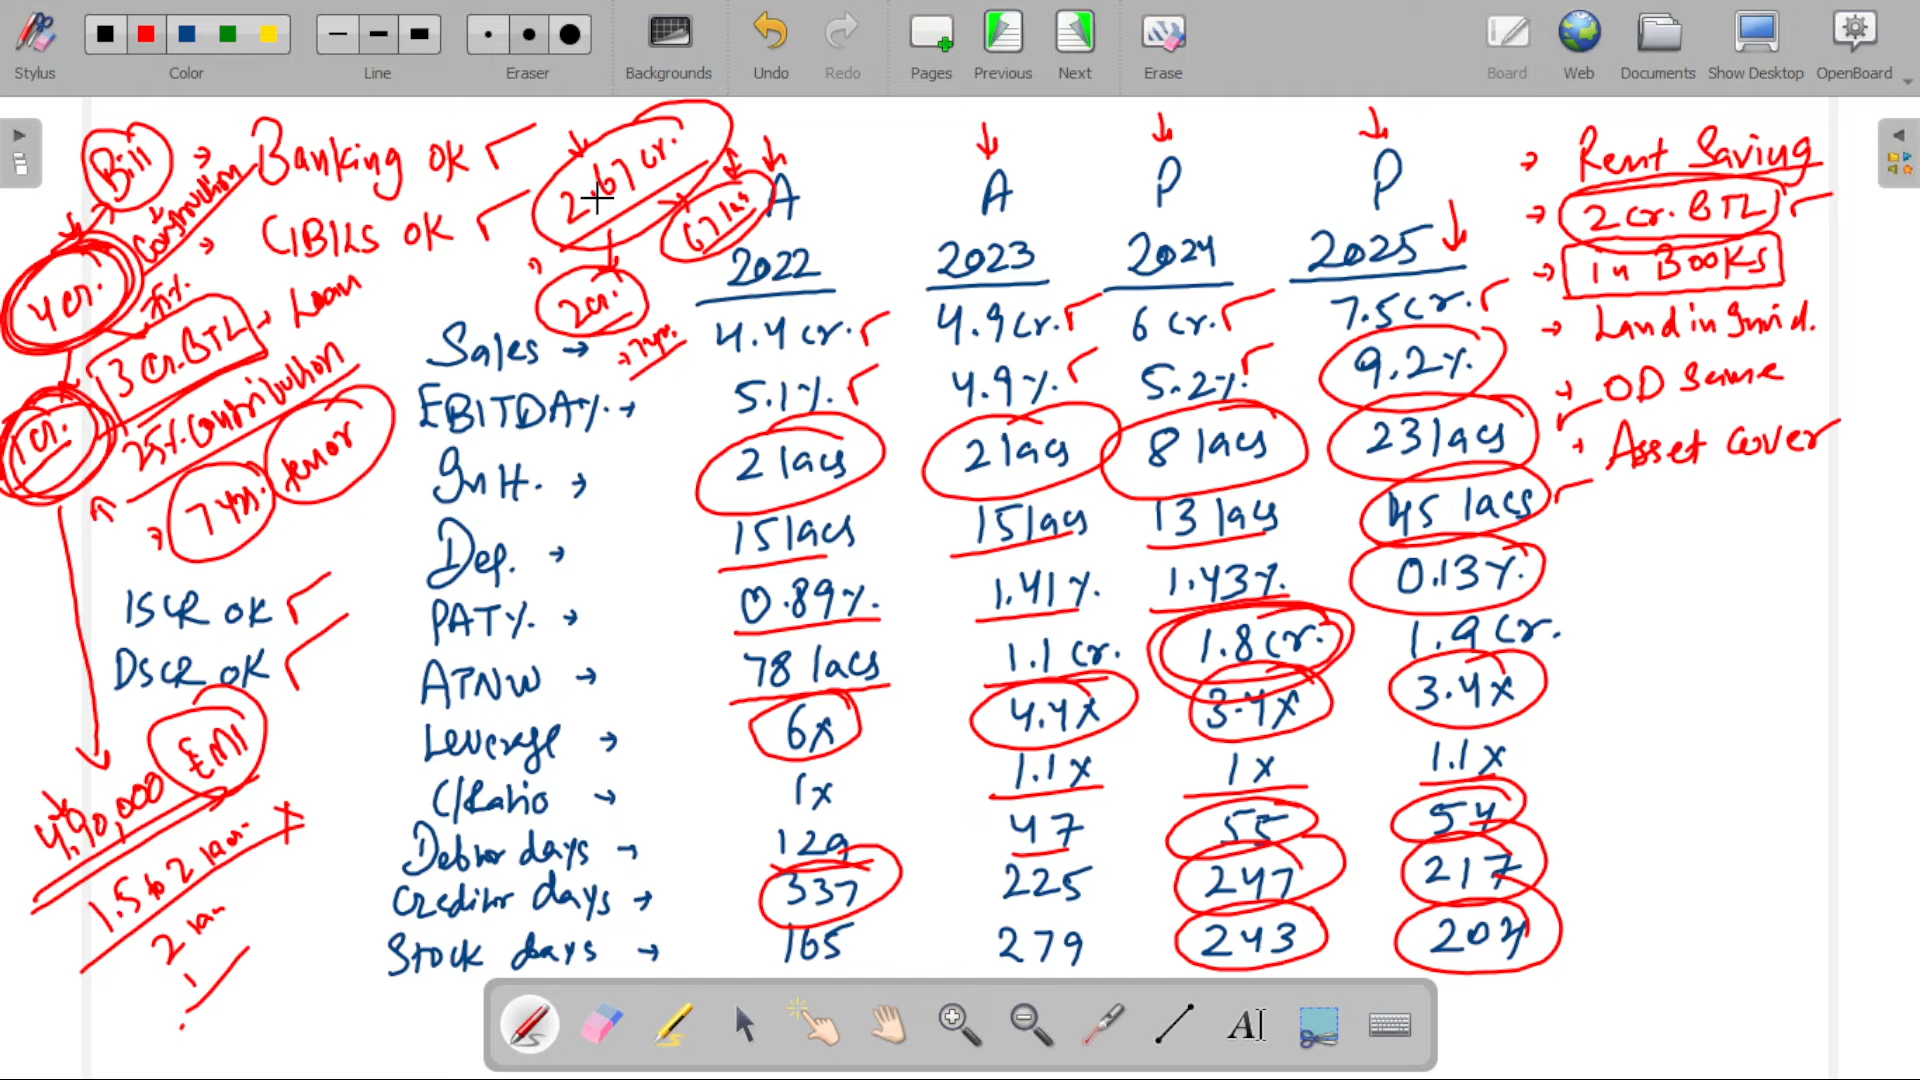 Stylus
Color
Line
Eraser
Backgrounds
Undo
Redo
Pages
Previous
Next
Erase
Board
Web
Documents
Show Desktop
OpenBoard
Bill
Construction
4 cr.
75%
3 Cr. BTL → Loan
1 cr.
25% Contribution
7 yrs. tenor
Banking OK
CIBILS OK
2.67 cr.
67 lacs
2 cr.
7 yrs.
ISCR OK
DSCR OK
4,90,000 EMI
1.5 to 2 lacs
2 lacs
A A P P
2022 2023 2024 2025
Sales → 4.4 cr. 4.9 cr. 6 cr. 7.5 cr.
EBITDA% → 5.1% 4.9% 5.2% 9.2%
Int. → 2 lacs 2 lacs 8 lacs 23 lacs
Dep. → 15 lacs 15 lacs 13 lacs 45 lacs
PAT% → 0.89% 1.41% 1.43% 0.13%
ATNW → 78 lacs 1.1 cr. 1.8 cr. 1.9 cr.
Leverage → 6x 4.4x 3.4x 3.4x
C/Ratio → 1x 1.1x 1x 1.1x
Debtor days → 129 47 55 54
Creditor days → 337 225 247 217
Stock days → 165 279 243 204
→ Rent Saving
→ 2 Cr. BTL
→ In Books
→ Land in Indivi.
→ OD Same
→ Asset Cover